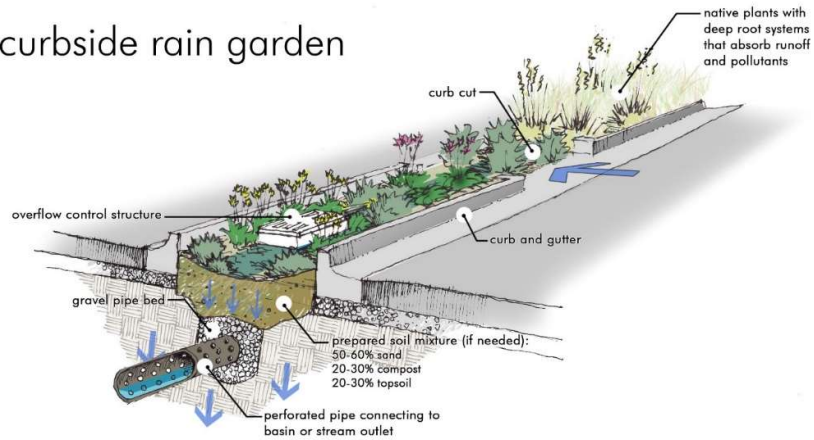 curbside rain garden
native plants with
deep root systems
that absorb runoff
and pollutants
curb cut
overflow control structure
curb and gutter
gravel pipe bed
prepared soil mixture (if needed):
50-60% sand
20-30% compost
20-30% topsoil
perforated pipe connecting to
basin or stream outlet